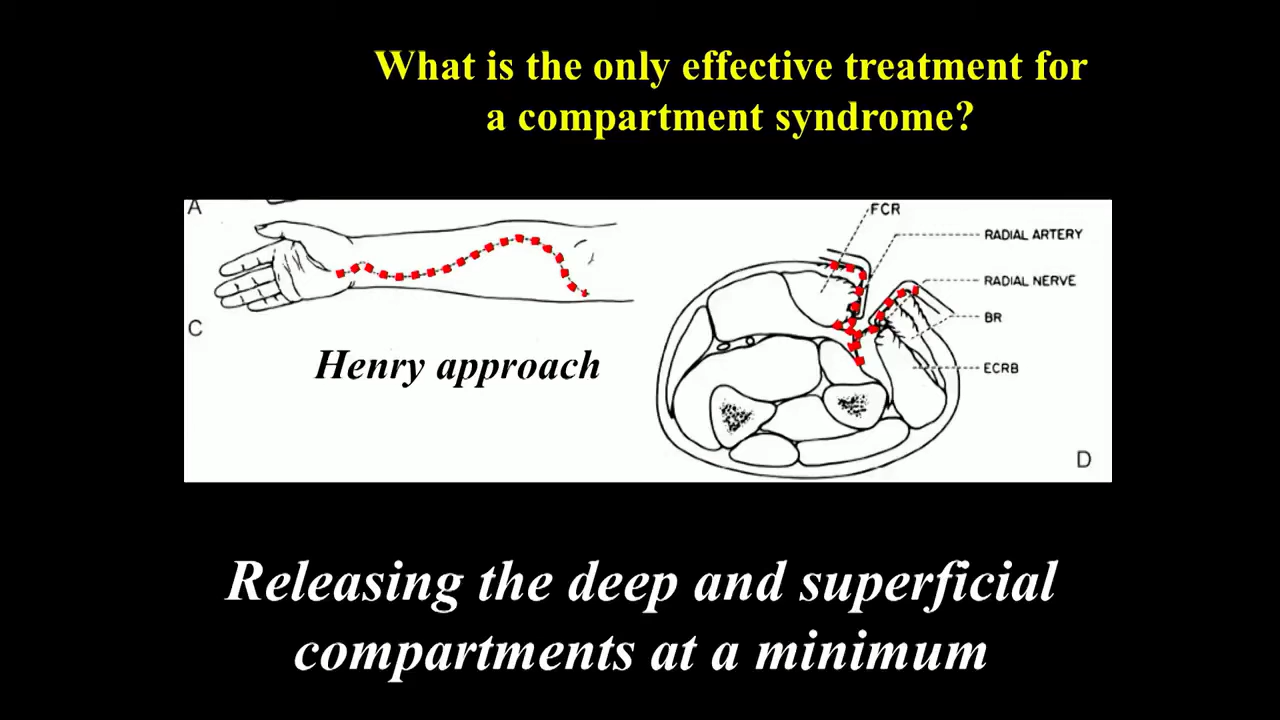 What is the only effective treatment for
a compartment syndrome?
A
FCR
RADIAL ARTERY
RADIAL NERVE
C
BR
Henry approach
ECRB
D
Releasing the deep and superficial
compartments at a minimum